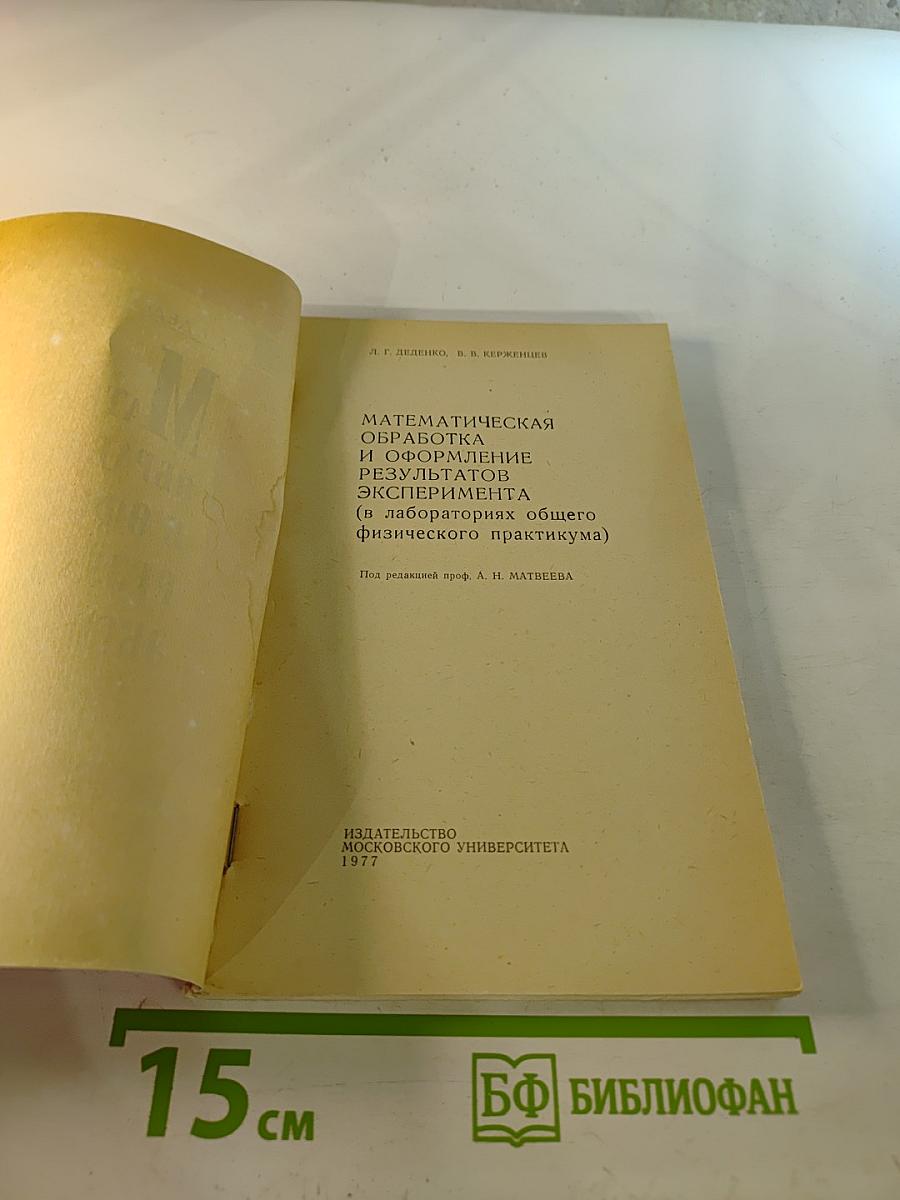 Л. Г. ДЕДЕНКО, В. В. КЕРЖЕНЦЕВ
МАТЕМАТИЧЕСКАЯ
ОБРАБОТКА
И ОФОРМЛЕНИЕ
РЕЗУЛЬТАТОВ
ЭКСПЕРИМЕНТА
(в лабораториях общего
физического практикума)
Под редакцией проф. А. Н. МАТВЕЕВА
ИЗДАТЕЛЬСТВО
МОСКОВСКОГО УНИВЕРСИТЕТА
1977
15 см
БФ БИБЛИОФАН